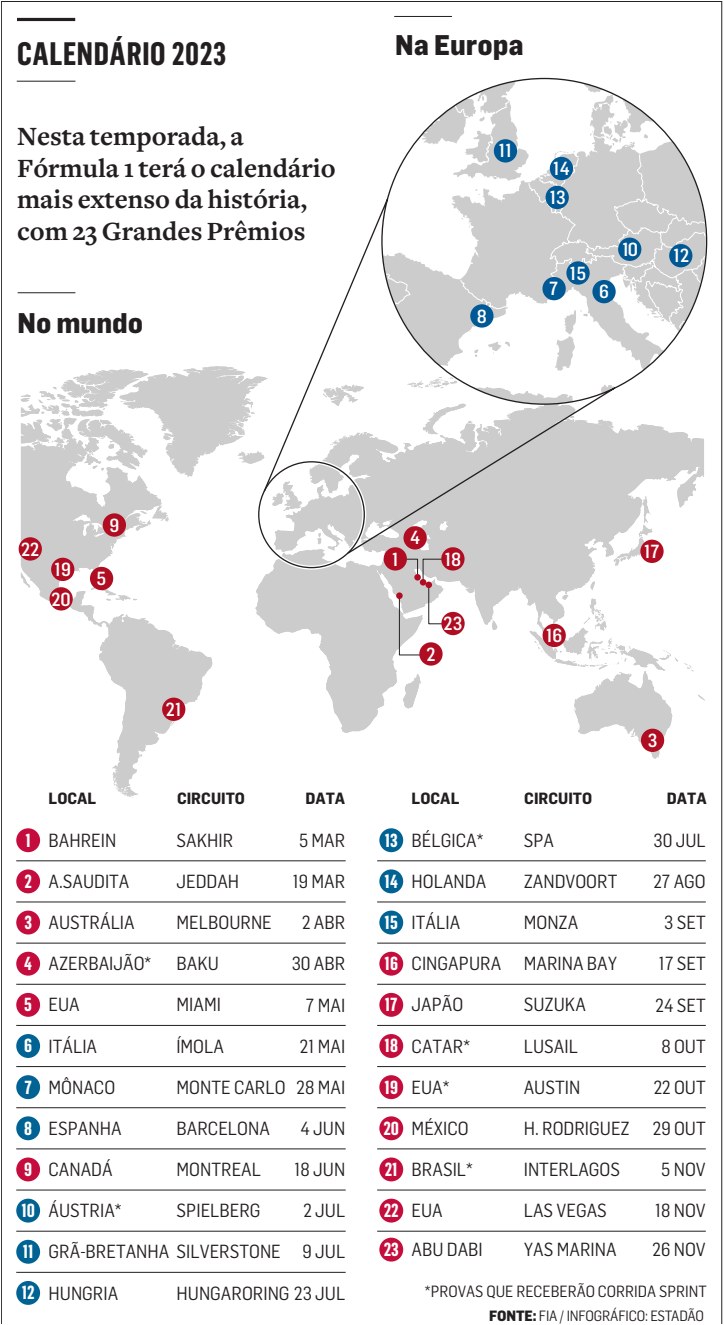 CALENDÁRIO 2023
Nesta temporada, a
Fórmula 1 terá o calendário
mais extenso da história,
com 23 Grandes Prêmios
Na Europa
11
14
13
10
12
15
7
6
8
No mundo
9
22
19
5
20
4
1
18
17
23
16
2
21
3
LOCAL CIRCUITO DATA
1 BAHREIN SAKHIR 5 MAR
2 A.SAUDITA JEDDAH 19 MAR
3 AUSTRÁLIA MELBOURNE 2 ABR
4 AZERBAIJÃO* BAKU 30 ABR
5 EUA MIAMI 7 MAI
6 ITÁLIA ÍMOLA 21 MAI
7 MÔNACO MONTE CARLO 28 MAI
8 ESPANHA BARCELONA 4 JUN
9 CANADÁ MONTREAL 18 JUN
10 ÁUSTRIA* SPIELBERG 2 JUL
11 GRÃ-BRETANHA SILVERSTONE 9 JUL
12 HUNGRIA HUNGARORING 23 JUL
LOCAL CIRCUITO DATA
13 BÉLGICA* SPA 30 JUL
14 HOLANDA ZANDVOORT 27 AGO
15 ITÁLIA MONZA 3 SET
16 CINGAPURA MARINA BAY 17 SET
17 JAPÃO SUZUKA 24 SET
18 CATAR* LUSAIL 8 OUT
19 EUA* AUSTIN 22 OUT
20 MÉXICO H. RODRIGUEZ 29 OUT
21 BRASIL* INTERLAGOS 5 NOV
22 EUA LAS VEGAS 18 NOV
23 ABU DABI YAS MARINA 26 NOV
*PROVAS QUE RECEBERÃO CORRIDA SPRINT
FONTE: FIA / INFOGRÁFICO: ESTADÃO